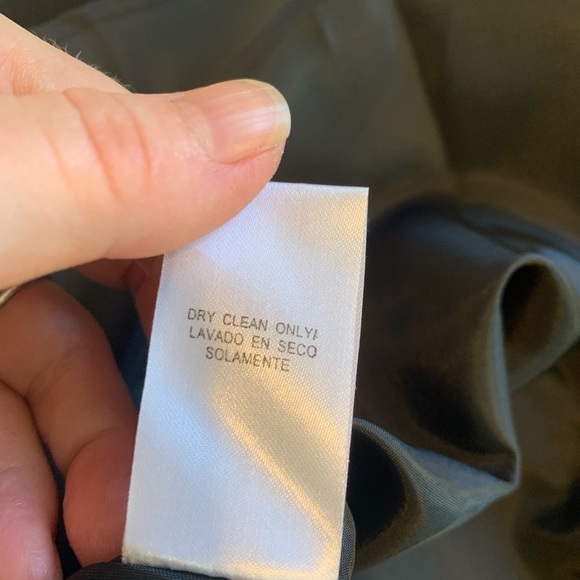 DRY CLEAN ONLY/
LAVADO EN SECO
SOLAMENTE